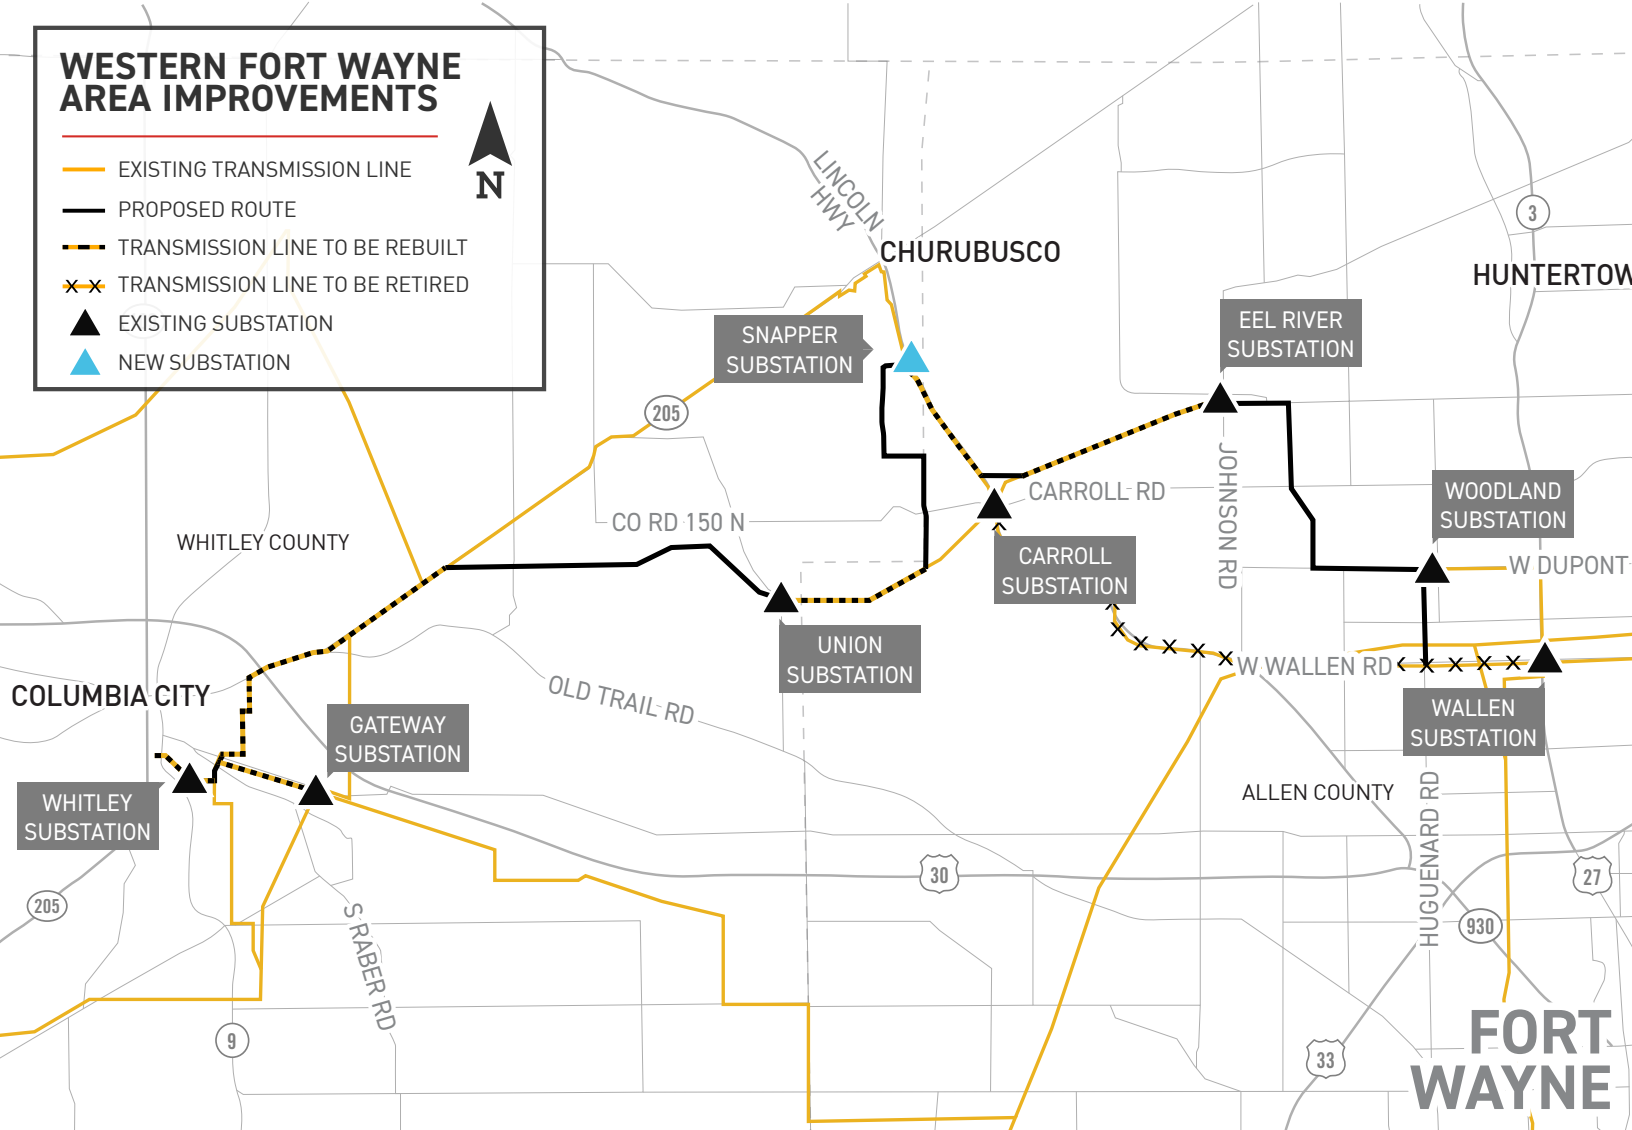 WESTERN FORT WAYNE
AREA IMPROVEMENTS
EXISTING TRANSMISSION LINE
PROPOSED ROUTE
TRANSMISSION LINE TO BE REBUILT
TRANSMISSION LINE TO BE RETIRED
EXISTING SUBSTATION
NEW SUBSTATION
N
LINCOLN
HWY
CHURUBUSCO
3
HUNTERTOW
SNAPPER
SUBSTATION
EEL RIVER
SUBSTATION
205
JOHNSON RD
CARROLL RD
WOODLAND
SUBSTATION
CO RD 150 N
WHITLEY COUNTY
CARROLL
SUBSTATION
W DUPONT
UNION
SUBSTATION
W WALLEN RD
COLUMBIA CITY
OLD TRAIL RD
GATEWAY
SUBSTATION
WALLEN
SUBSTATION
WHITLEY
SUBSTATION
ALLEN COUNTY
HUGUENARD RD
30
27
205
S RABER RD
930
9
33
FORT
WAYNE